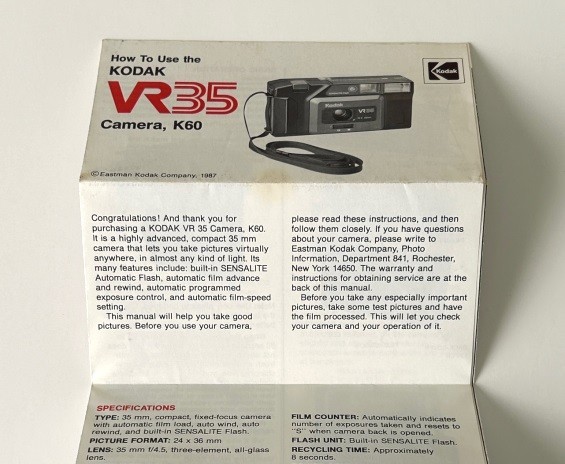 How To Use the
KODAK
VR35
Camera, K60
Kodak
Kodak
VR35
©Eastman Kodak Company, 1987
Congratulations! And thank you for
purchasing a KODAK VR 35 Camera, K60.
It is a highly advanced, compact 35 mm
camera that lets you take pictures virtually
anywhere, in almost any kind of light. Its
many features include: built-in SENSALITE
Automatic Flash, automatic film advance
and rewind, automatic programmed
exposure control, and automatic film-speed
setting.
This manual will help you take good
pictures. Before you use your camera,
please read these instructions, and then
follow them closely. If you have questions
about your camera, please write to
Eastman Kodak Company, Photo
Information, Department 841, Rochester,
New York 14650. The warranty and
instructions for obtaining service are at the
back of this manual.
Before you take any especially important
pictures, take some test pictures and have
the film processed. This will let you check
your camera and your operation of it.
SPECIFICATIONS
TYPE: 35 mm, compact, fixed-focus camera
with automatic film load, auto wind, auto
rewind, and built-in SENSALITE Flash.
PICTURE FORMAT: 24 x 36 mm
LENS: 35 mm f/4.5, three-element, all-glass
lens.
FILM COUNTER: Automatically indicates
number of exposures taken and resets to
"S" when camera back is opened.
FLASH UNIT: Built-in SENSALITE Flash.
RECYCLING TIME: Approximately
8 seconds.